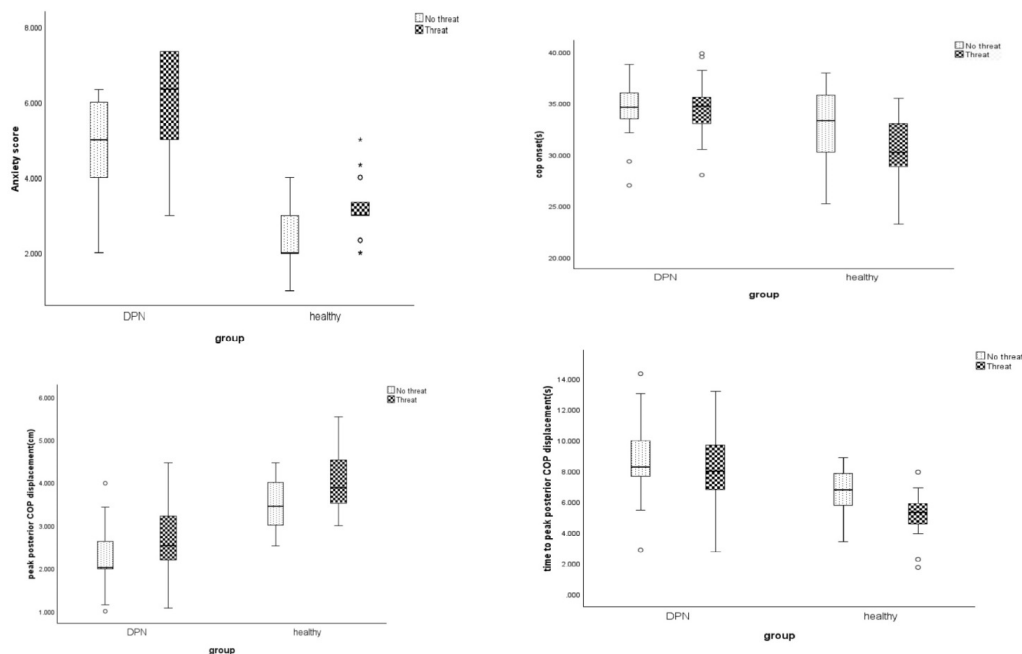 No threat
Threat
8.000
6.000
4.000
2.000
Anxiety score
DPN
healthy
group
No threat
Threat
40.000
35.000
30.000
25.000
20.000
cop onset(s)
DPN
healthy
group
No threat
Threat
6.000
5.000
4.000
3.000
2.000
1.000
peak posterior COP displacement(cm)
DPN
healthy
group
No threat
Threat
14.000
12.000
10.000
8.000
6.000
4.000
2.000
.000
time to peak posterior COP displacement(s)
DPN
healthy
group